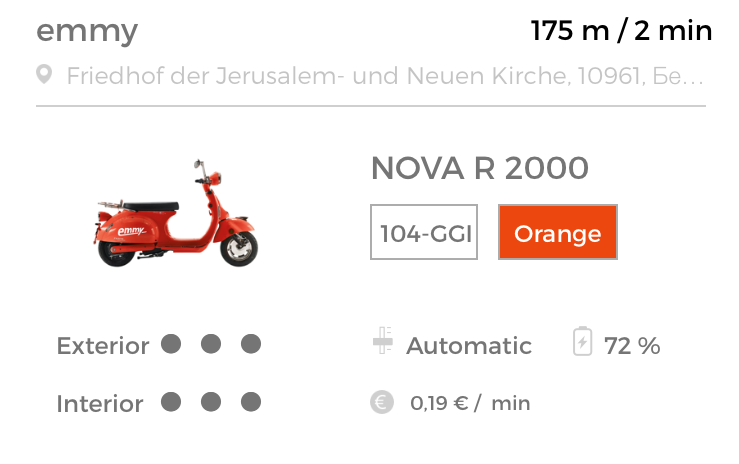 emmy
175 m / 2 min
Friedhof der Jerusalem- und Neuen Kirche, 10961, Бе...
emmy
NOVA R 2000
104-GGI
Orange
Exterior
Automatic
72 %
Interior
€
0,19 € / min